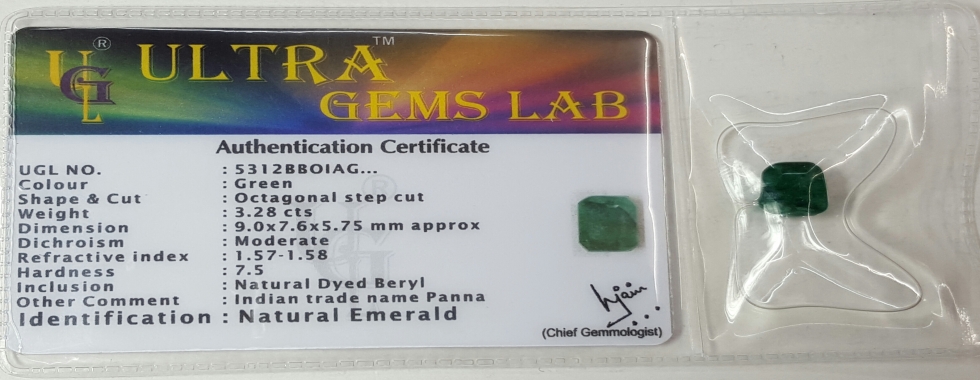 UGL ® ULTRA™
GEMS LAB
Authentication Certificate
UGL NO. : 5312BBOIAG...
Colour : Green
Shape & Cut : Octagonal step cut
Weight : 3.28 cts
Dimension : 9.0x7.6x5.75 mm approx
Dichroism : Moderate
Refractive index : 1.57-1.58
Hardness : 7.5
Inclusion : Natural Dyed Beryl
Other Comment : Indian trade name Panna
Identification : Natural Emerald
hjain
(Chief Gemmologist)